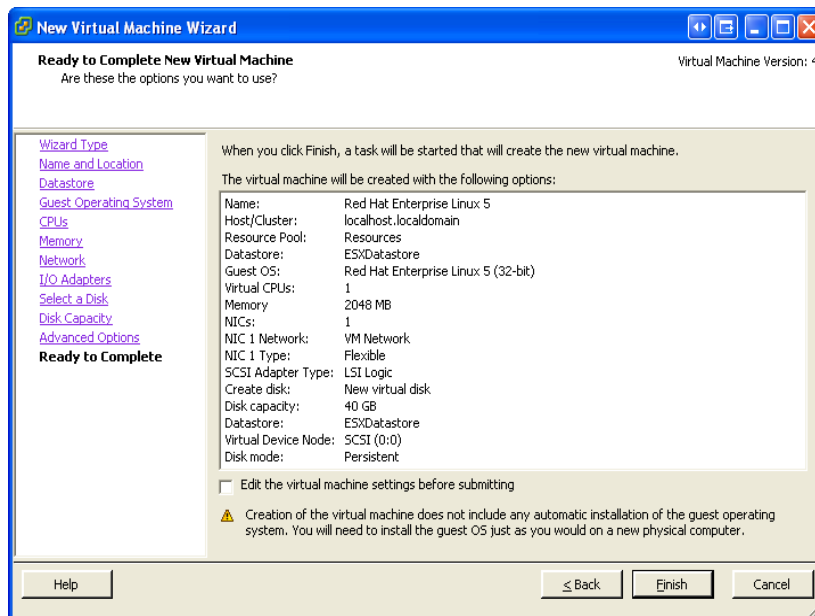 New Virtual Machine Wizard
Ready to Complete New Virtual Machine
Are these the options you want to use?
Virtual Machine Version: 4
Wizard Type
Name and Location
Datastore
Guest Operating System
CPUs
Memory
Network
I/O Adapters
Select a Disk
Disk Capacity
Advanced Options
Ready to Complete
When you click Finish, a task will be started that will create the new virtual machine.
The virtual machine will be created with the following options:
Name: Red Hat Enterprise Linux 5
Host/Cluster: localhost.localdomain
Resource Pool: Resources
Datastore: ESXDatastore
Guest OS: Red Hat Enterprise Linux 5 (32-bit)
Virtual CPUs: 1
Memory 2048 MB
NICs: 1
NIC 1 Network: VM Network
NIC 1 Type: Flexible
SCSI Adapter Type: LSI Logic
Create disk: New virtual disk
Disk capacity: 40 GB
Datastore: ESXDatastore
Virtual Device Node: SCSI (0:0)
Disk mode: Persistent
Edit the virtual machine settings before submitting
Creation of the virtual machine does not include any automatic installation of the guest operating
system. You will need to install the guest OS just as you would on a new physical computer.
Help
≤ Back
Finish
Cancel